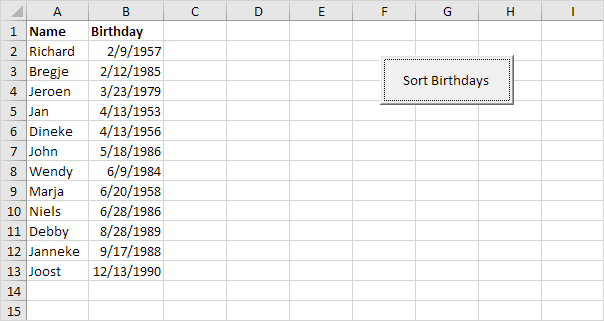 A B C D E F G H I
1 Name Birthday
2 Richard 2/9/1957
3 Bregje 2/12/1985
4 Jeroen 3/23/1979
5 Jan 4/13/1953
6 Dineke 4/13/1956
7 John 5/18/1986
8 Wendy 6/9/1984
9 Marja 6/20/1958
10 Niels 6/28/1986
11 Debby 8/28/1989
12 Janneke 9/17/1988
13 Joost 12/13/1990
14
15
Sort Birthdays